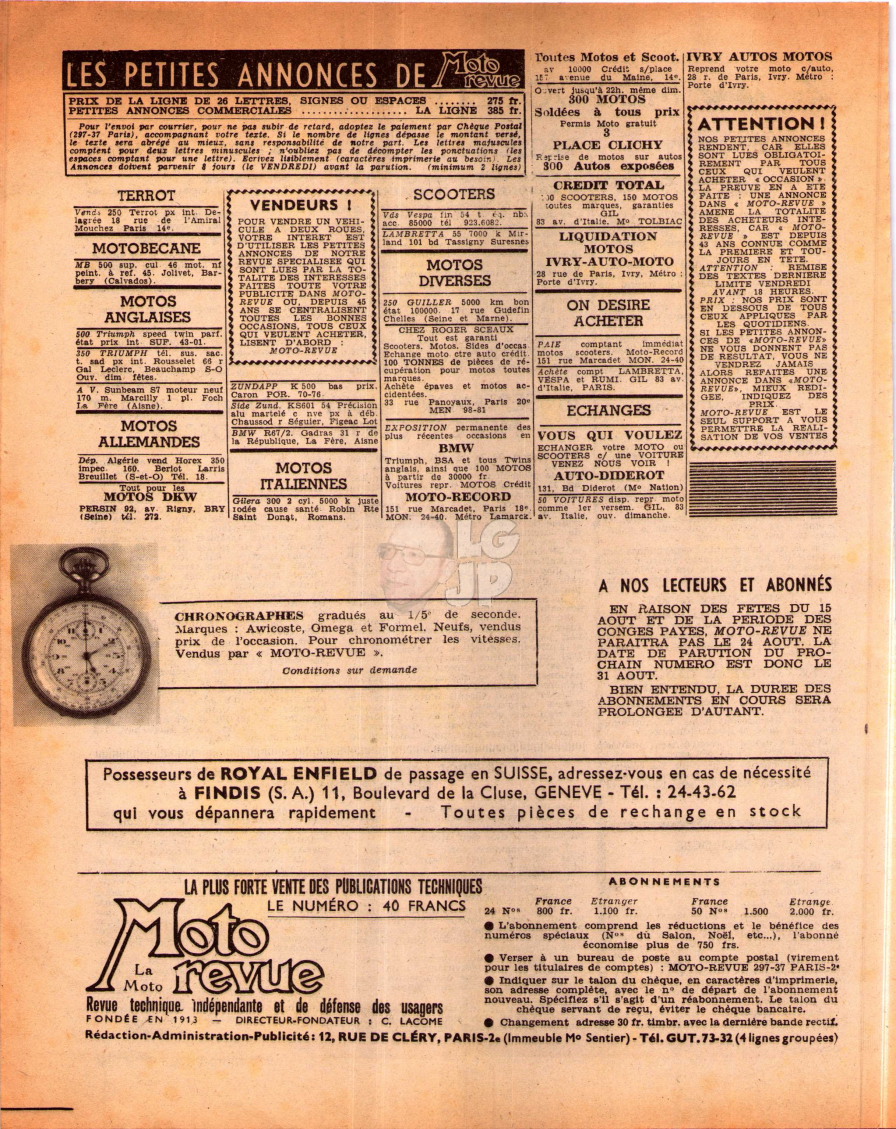 LES PETITES ANNONCES DE Moto revue
PRIX DE LA LIGNE DE 26 LETTRES, SIGNES OU ESPACES ........ 275 fr.
PETITES ANNONCES COMMERCIALES .................. LA LIGNE 385 fr.
Pour l'envoi par courrier, pour ne pas subir de retard, adoptez le paiement par Chèque Postal
(297-37 Paris), accompagnant votre texte. Si le nombre de lignes dépasse le montant versé,
le texte sera abrégé au mieux, sans responsabilité de notre part. Les lettres majuscules
comptent pour deux lettres minuscules ; n'oubliez pas de décompter les ponctuations (les
espaces comptant pour une lettre). Ecrivez lisiblement (caractères imprimerie au besoin). Les
Annonces doivent parvenir 8 jours (le VENDREDI) avant la parution. (minimum 2 lignes)
TERROT
Vends 250 Terrot px int. De-
lagrée 18 rue de l'Amiral
Mouchez Paris 14e.
MOTOBECANE
MB 500 sup. cul 46 mot. nf
peint. à ref. 45. Jolivet, Bar-
bery (Calvados).
MOTOS
ANGLAISES
500 Triumph speed twin parf.
état prix int SUF. 43-01.
350 TRIUMPH tél. sus. sac.
t. sad px int. Rousselet 66 r
Gal Leclerc, Beauchamp S-O
Ouv. dim fêtes.
A V. Sunbeam S7 moteur neuf
170 m. Marcilly 1 pl. Foch
La Fère (Aisne).
MOTOS
ALLEMANDES
Dép. Algérie vend Horex 350
impec. 160. Berlot Larris
Breuillet (S-et-O) Tél. 18.
Tout pour les
MOTOS DKW
PERSIN 92, av. Rigny, BRY
(Seine) tél. 272.
VENDEURS !
POUR VENDRE UN VEHI-
CULE A DEUX ROUES,
VOTRE INTERET EST
D'UTILISER LES PETITES
ANNONCES DE NOTRE
REVUE SPECIALISEE QUI
SONT LUES PAR LA TO-
TALITE DES INTERESSES
FAITES TOUTE VOTRE
PUBLICITE DANS MOTO-
REVUE OU, DEPUIS 45
ANS SE CENTRALISENT
TOUTES LES BONNES
OCCASIONS, TOUS CEUX
QUI VEULENT ACHETER,
LISENT D'ABORD :
MOTO-REVUE
ZUNDAPP K 500 bas prix.
Caron POR. 70-76
Side Zund. KS601 54 Précision
alu martelé c nve px à déb.
Chaussod r Séguier, Figeac Lot
BMW R67/2. Gadras 31 r de
la République, La Fère, Aisne
MOTOS
ITALIENNES
Gilera 300 2 cyl. 5000 k juste
rodée cause santé Robin Rte
Saint Donat, Romans.
SCOOTERS
Vds Vespa fin 54 t. éq. nbx
acc. 85000 tél 923.6082.
LAMBRETTA 55 7000 k Mir-
land 101 bd Tassigny Suresnes
MOTOS
DIVERSES
250 GUILLER 5000 km bon
état 100000. 17 rue Gudefin
Chelles (Seine et Marne).
CHEZ ROGER SCEAUX
Tout est garanti
Scooters. Motos. Sides d'occas.
Echange moto ctre auto crédit.
100 TONNES de pièces de ré-
cupération pour motos toutes
marques.
Achète épaves et motos ac-
cidentées.
33 rue Panoyaux, Paris 20e
MEN 98-81
EXPOSITION permanente des
plus récentes occasions en
BMW
Triumph, BSA et tous Twins
anglais, ainsi que 100 MOTOS
à partir de 30000 fr.
Voitures repr. MOTOS Crédit
MOTO-RECORD
151 rue Marcadet, Paris 18e.
MON. 24-40. Métro Lamarck.
Toutes Motos et Scoot.
av 10000 Crédit s/place
157 avenue du Maine, 14e.
Ouvert jusqu'à 22h. même dim.
300 MOTOS
Soldées à tous prix
Permis Moto gratuit
3
PLACE CLICHY
Reprise de motos sur autos
300 Autos exposées
CREDIT TOTAL
SCOOTERS, 150 MOTOS
toutes marques, garanties
GIL
83 av. d'Italie. Mo TOLBIAC
LIQUIDATION
MOTOS
IVRY-AUTO-MOTO
28 rue de Paris, Ivry, Métro :
Porte d'Ivry.
ON DESIRE
ACHETER
PAIE comptant immédiat
motos scooters. Moto-Record
151 rue Marcadet MON. 24-40
Achète compt LAMBRETTA,
VESPA et RUMI. GIL 83 av
d'Italie, PARIS.
ECHANGES
VOUS QUI VOULEZ
ECHANGER votre MOTO ou
SCOOTERS c/ une VOITURE
VENEZ NOUS VOIR !
AUTO-DIDEROT
131, Bd Diderot (Mo Nation)
50 VOITURES disp. repr moto
comme 1er versem. GIL. 83
av. Italie, ouv. dimanche.
IVRY AUTOS MOTOS
Reprend votre moto c/auto,
28 r. de Paris, Ivry. Métro :
Porte d'Ivry.
ATTENTION !
NOS PETITES ANNONCES
RENDENT, CAR ELLES
SONT LUES OBLIGATOI-
REMENT PAR TOUS
CEUX QUI VEULENT
ACHETER « OCCASION ».
LA PREUVE EN A ETE
FAITE : UNE ANNONCE
DANS « MOTO-REVUE »
AMENE LA TOTALITE
DES ACHETEURS INTE-
RESSES, CAR « MOTO-
REVUE » EST DEPUIS
43 ANS CONNUE COMME
LA PREMIERE ET TOU-
JOURS EN TETE.
ATTENTION : REMISE
DES TEXTES DERNIERE
LIMITE VENDREDI
AVANT 18 HEURES.
PRIX : NOS PRIX SONT
EN DESSOUS DE TOUS
CEUX APPLIQUES PAR
LES QUOTIDIENS.
SI LES PETITES ANNON-
CES DE «MOTO-REVUE»
NE VOUS DONNENT PAS
DE RESULTAT, VOUS NE
VENDREZ JAMAIS
ALORS REFAITES UNE
ANNONCE DANS «MOTO-
REVUE», MIEUX REDI-
GEE, INDIQUEZ DES
PRIX.
MOTO-REVUE EST LE
SEUL SUPPORT A VOUS
PERMETTRE LA REALI-
SATION DE VOS VENTES
LG
JP
CHRONOGRAPHES gradués au 1/5e de seconde.
Marques : Awicoste, Omega et Formel. Neufs, vendus
prix de l'occasion. Pour chronométrer les vitesses.
Vendus par « MOTO-REVUE ».
Conditions sur demande
A NOS LECTEURS ET ABONNÉS
EN RAISON DES FETES DU 15
AOUT ET DE LA PERIODE DES
CONGES PAYES, MOTO-REVUE NE
PARAITRA PAS LE 24 AOUT. LA
DATE DE PARUTION DU PRO-
CHAIN NUMERO EST DONC LE
31 AOUT.
BIEN ENTENDU, LA DUREE DES
ABONNEMENTS EN COURS SERA
PROLONGEE D'AUTANT.
Possesseurs de ROYAL ENFIELD de passage en SUISSE, adressez-vous en cas de nécessité
à FINDIS (S. A.) 11, Boulevard de la Cluse, GENEVE - Tél. : 24-43-62
qui vous dépannera rapidement - Toutes pièces de rechange en stock
LA PLUS FORTE VENTE DES PUBLICATIONS TECHNIQUES
LE NUMÉRO : 40 FRANCS
La Moto
Moto revue
Revue technique indépendante et de défense des usagers
FONDÉE EN 1913 — DIRECTEUR-FONDATEUR : C. LACOME
ABONNEMENTS
France Etranger France Etrange
24 Nos 800 fr. 1.100 fr. 50 Nos 1.500 2.000 fr.
● L'abonnement comprend les réductions et le bénéfice des
numéros spéciaux (Nos du Salon, Noël, etc...), l'abonné
économise plus de 750 frs.
● Verser à un bureau de poste au compte postal (virement
pour les titulaires de comptes) : MOTO-REVUE 297-37 PARIS-2e
● Indiquer sur le talon du chèque, en caractères d'imprimerie,
son adresse complète, avec le n° de départ de l'abonnement
nouveau. Spécifiez s'il s'agit d'un réabonnement. Le talon du
chèque servant de reçu, éviter le chèque bancaire.
● Changement adresse 30 fr. timbr. avec la dernière bande rectif.
Rédaction-Administration-Publicité : 12, RUE DE CLÉRY, PARIS-2e (Immeuble Mo Sentier) - Tél. GUT. 73-32 (4 lignes groupées)